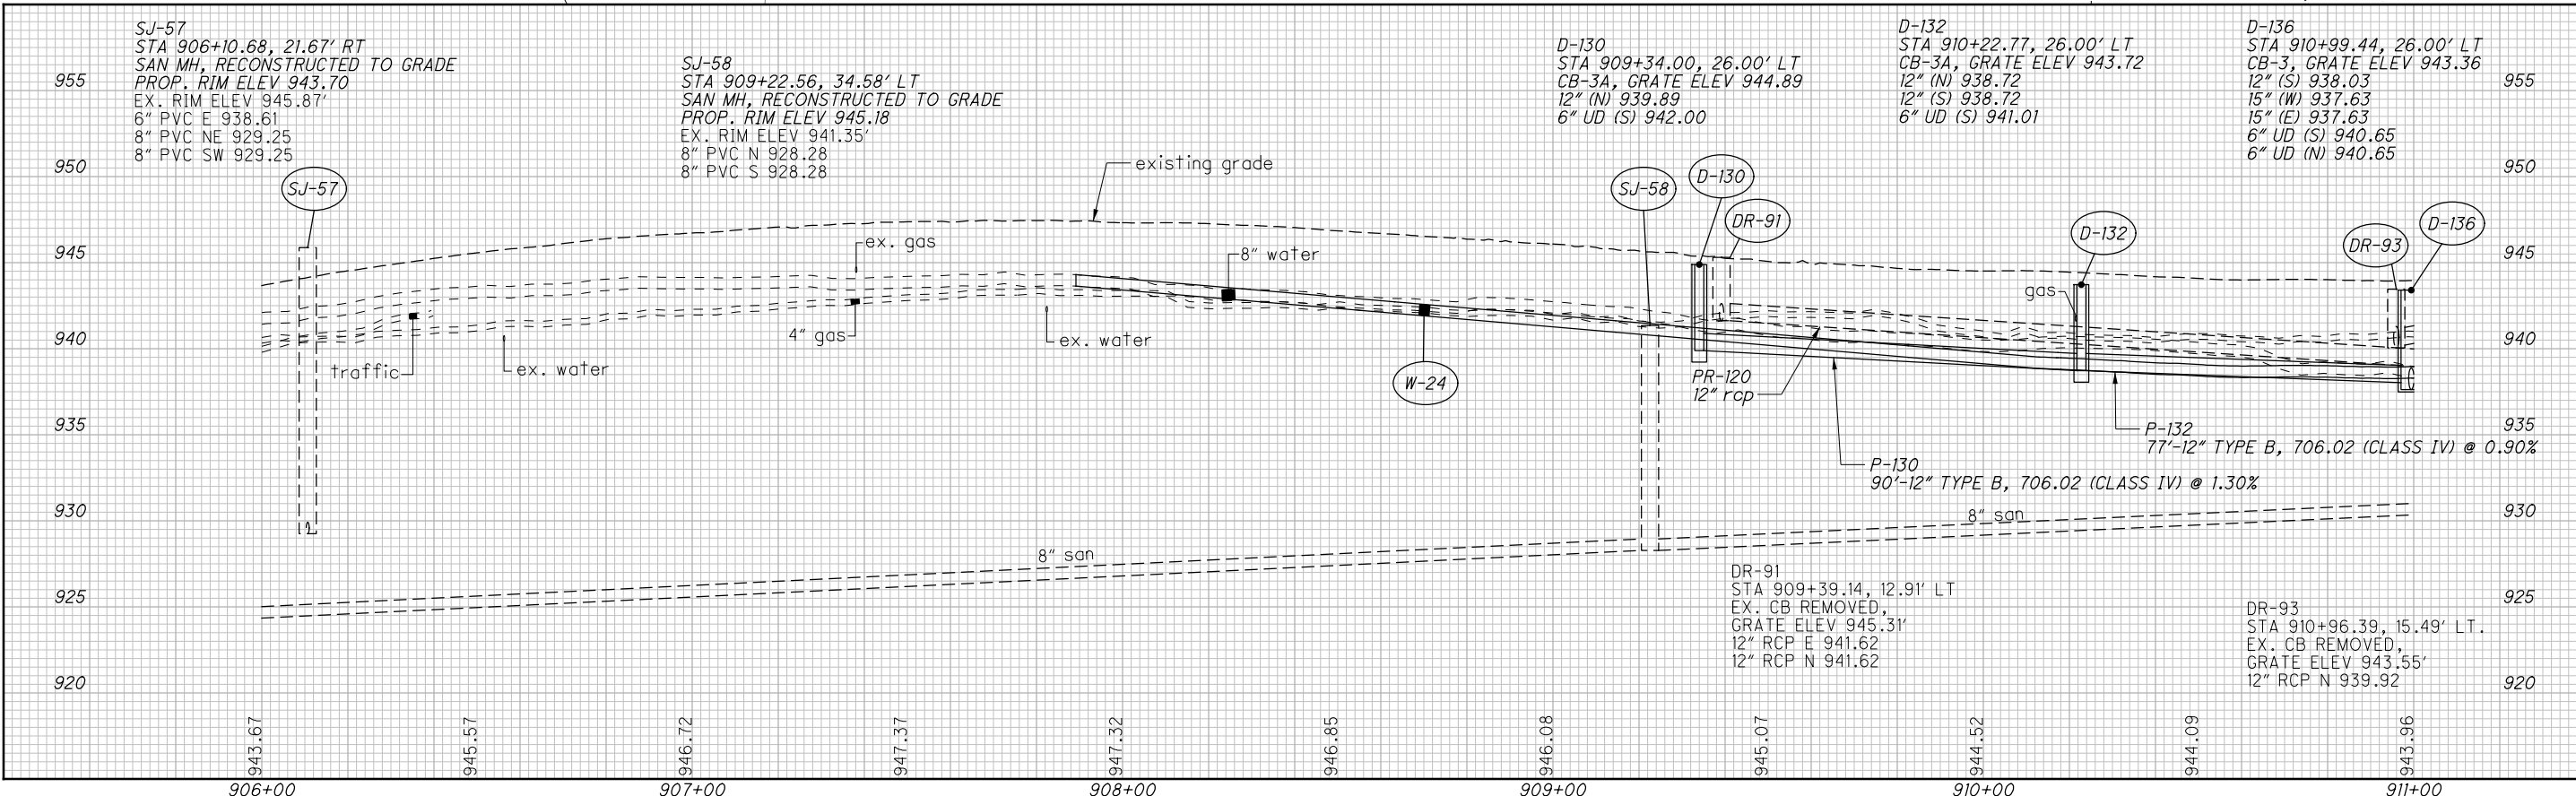 SJ-57
STA 906+10.68, 21.67' RT
SAN MH, RECONSTRUCTED TO GRADE
PROP. RIM ELEV 943.70
EX. RIM ELEV 945.87'
6" PVC E 938.61
8" PVC NE 929.25
8" PVC SW 929.25
SJ-58
STA 909+22.56, 34.58' LT
SAN MH, RECONSTRUCTED TO GRADE
PROP. RIM ELEV 945.18
EX. RIM ELEV 941.35'
8" PVC N 928.28
8" PVC S 928.28
D-130
STA 909+34.00, 26.00' LT
CB-3A, GRATE ELEV 944.89
12" (N) 939.89
6" UD (S) 942.00
D-132
STA 910+22.77, 26.00' LT
CB-3A, GRATE ELEV 943.72
12" (N) 938.72
12" (S) 938.72
6" UD (S) 941.01
D-136
STA 910+99.44, 26.00' LT
CB-3, GRATE ELEV 943.36
12" (S) 938.03
15" (W) 937.63
15" (E) 937.63
6" UD (S) 940.65
6" UD (N) 940.65
955
955
950
950
945
945
940
940
935
935
930
930
925
925
920
920
SJ-57
existing grade
SJ-58
D-130
DR-91
D-132
DR-93
D-136
ex. gas
8" water
gas
4" gas
ex. water
traffic
ex. water
W-24
PR-120
12" rcp
P-132
77'-12" TYPE B, 706.02 (CLASS IV) @ 0.90%
P-130
90'-12" TYPE B, 706.02 (CLASS IV) @ 1.30%
8" san
8" san
DR-91
STA 909+39.14, 12.91' LT
EX. CB REMOVED,
GRATE ELEV 945.31'
12" RCP E 941.62
12" RCP N 941.62
DR-93
STA 910+96.39, 15.49' LT.
EX. CB REMOVED,
GRATE ELEV 943.55'
12" RCP N 939.92
943.67
945.57
946.72
947.37
947.32
946.85
946.08
945.07
944.52
944.09
943.96
906+00
907+00
908+00
909+00
910+00
911+00